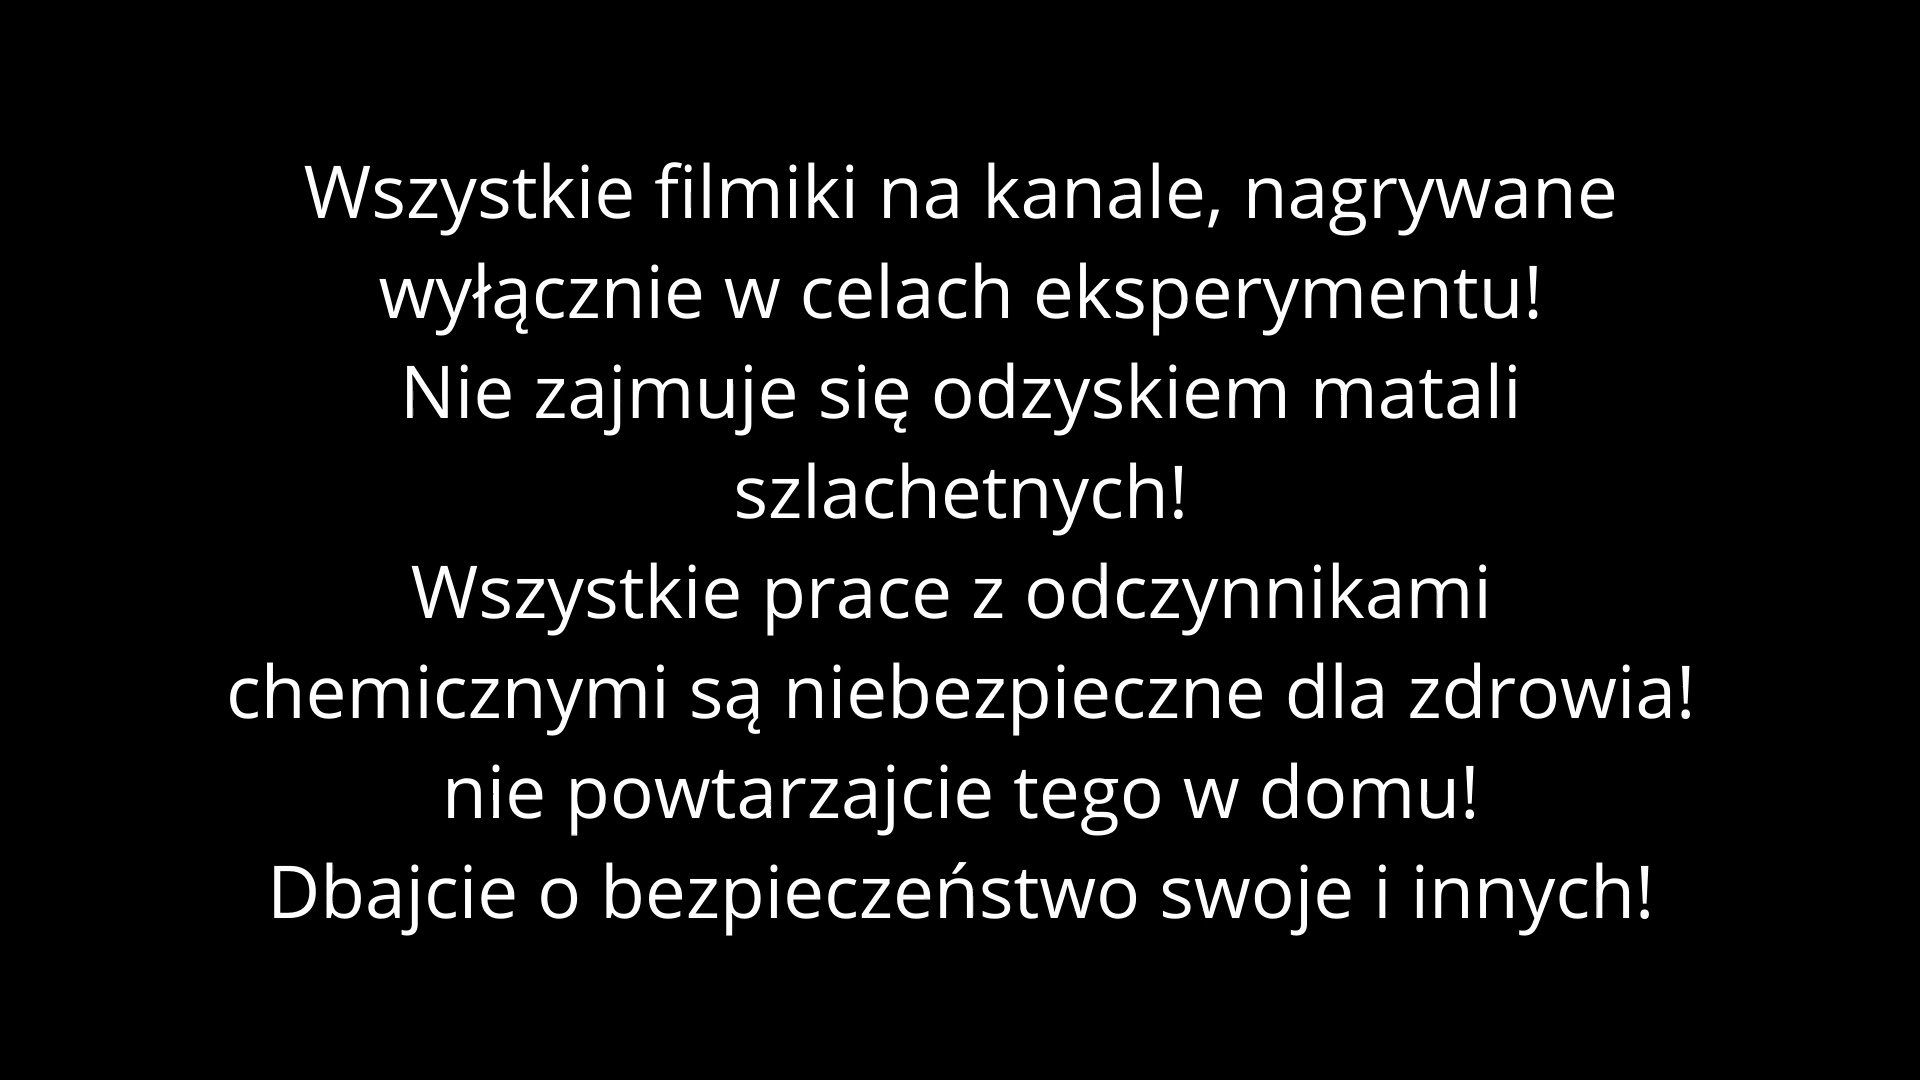 Wszystkie filmiki na kanale, nagrywane
wyłącznie w celach eksperymentu!
Nie zajmuje się odzyskiem matali
szlachetnych!
Wszystkie prace z odczynnikami
chemicznymi są niebezpieczne dla zdrowia!
nie powtarzajcie tego w domu!
Dbajcie o bezpieczeństwo swoje i innych!